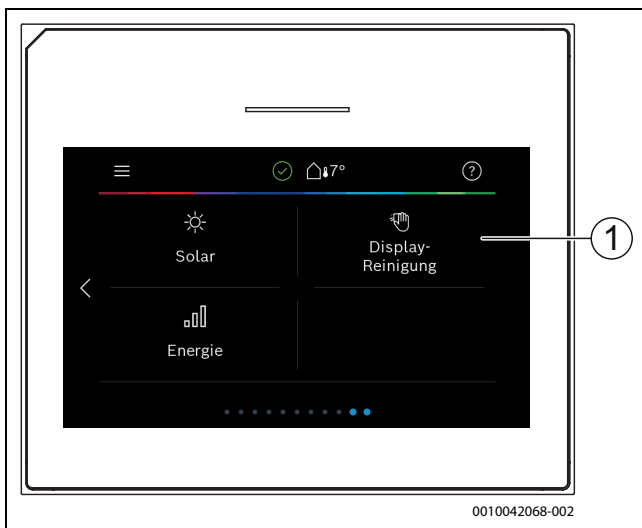 7°
?
Solar
Display-
Reinigung
1
Energie
0010042068-002